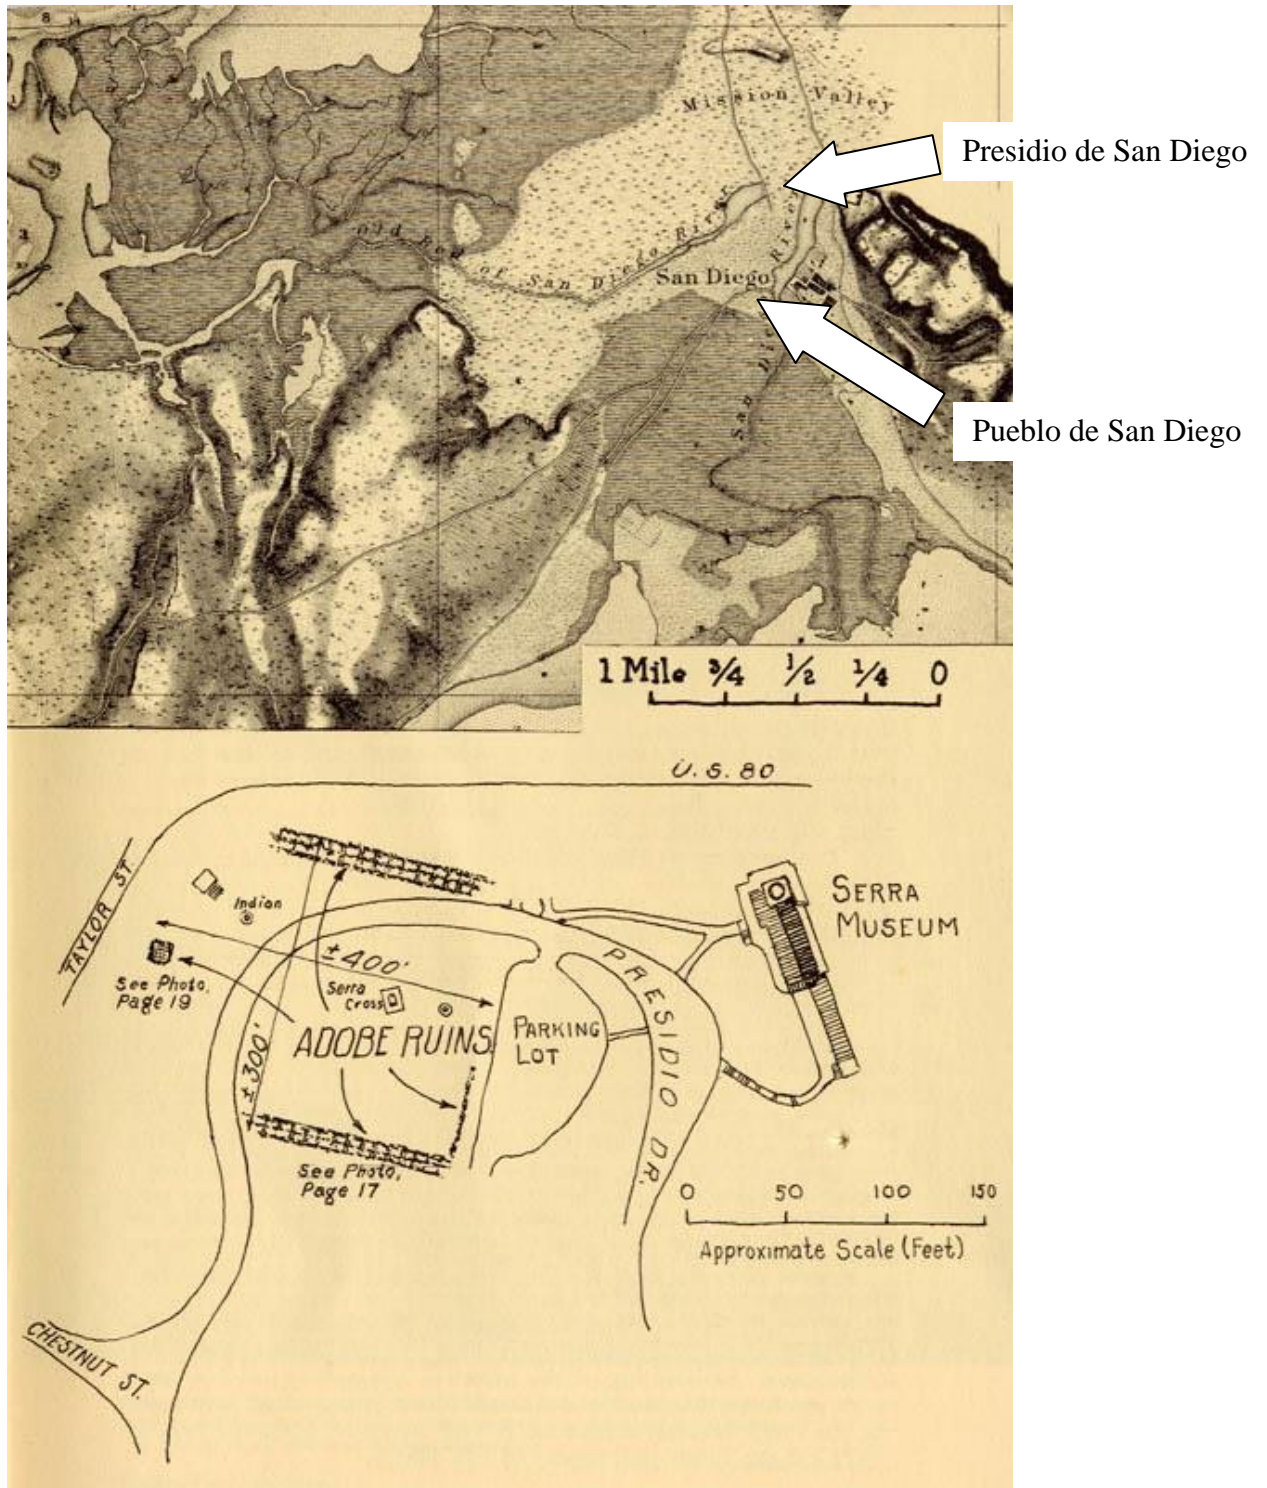 8 14
Mission Valley
Presidio de San Diego
3
Old Bed of San Diego River
San Diego
San Diego River
Pueblo de San Diego
1 Mile 3/4 1/2 1/4 0
U.S. 80
TAYLOR ST.
Indian
SERRA
MUSEUM
±400'
See Photo,
Page 19
Serra
Cross
PRESIDIO DR.
ADOBE RUINS
PARKING
LOT
±300'
See Photo,
Page 17
0 50 100 150
Approximate Scale (Feet)
CHESTNUT ST.